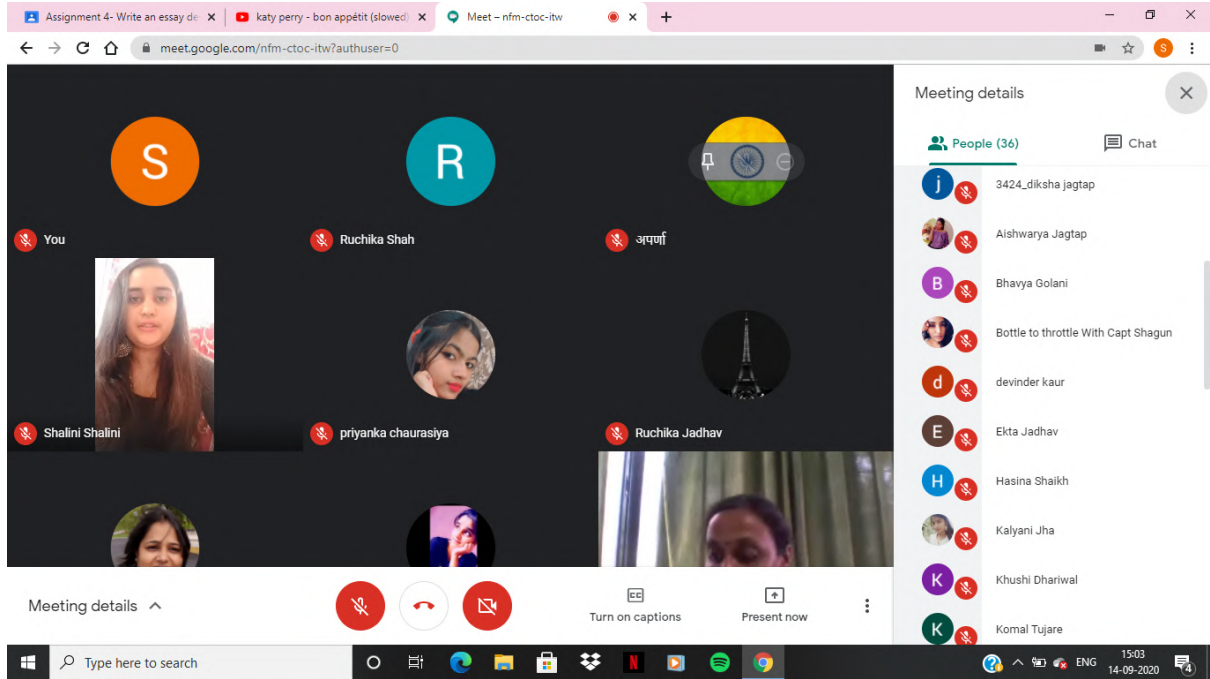 Assignment 4- Write an essay de
katy perry - bon appétit (slowed)
Meet – nfm-ctoc-itw
meet.google.com/nfm-ctoc-itw?authuser=0
S
S
R
You
Ruchika Shah
अपर्णा
Shalini Shalini
priyanka chaurasiya
Ruchika Jadhav
Meeting details
People (36)
Chat
j
3424_diksha jagtap
Aishwarya Jagtap
B
Bhavya Golani
Bottle to throttle With Capt Shagun
d
devinder kaur
E
Ekta Jadhav
H
Hasina Shaikh
Kalyani Jha
K
Khushi Dhariwal
K
Komal Tujare
Meeting details
CC
Turn on captions
Present now
Type here to search
N
ENG
15:03
14-09-2020
4